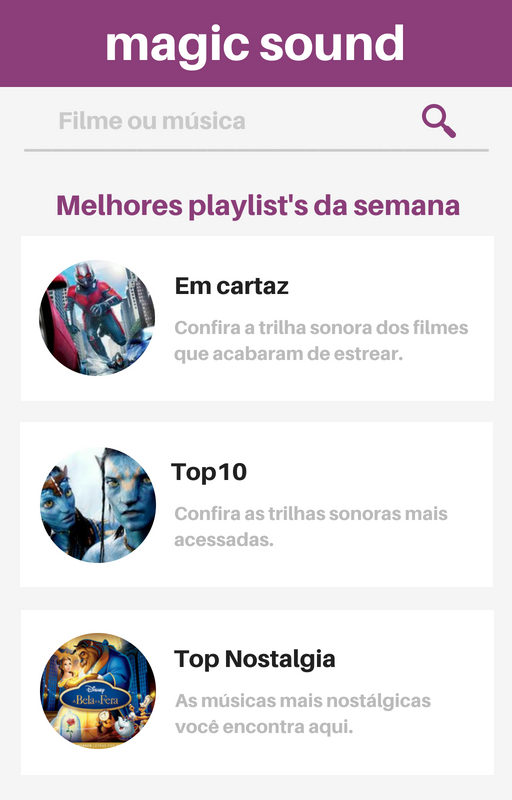 magic sound
Filme ou música
Melhores playlist's da semana
Em cartaz
Confira a trilha sonora dos filmes
que acabaram de estrear.
Top10
Confira as trilhas sonoras mais
acessadas.
Disney
A Bela e a Fera
Top Nostalgia
As músicas mais nostálgicas
você encontra aqui.